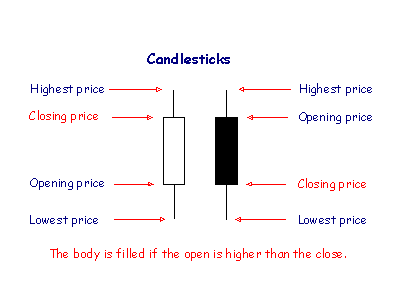 Candlesticks
Highest price Highest price
Closing price Opening price
Opening price Closing price
Lowest price Lowest price
The body is filled if the open is higher than the close.